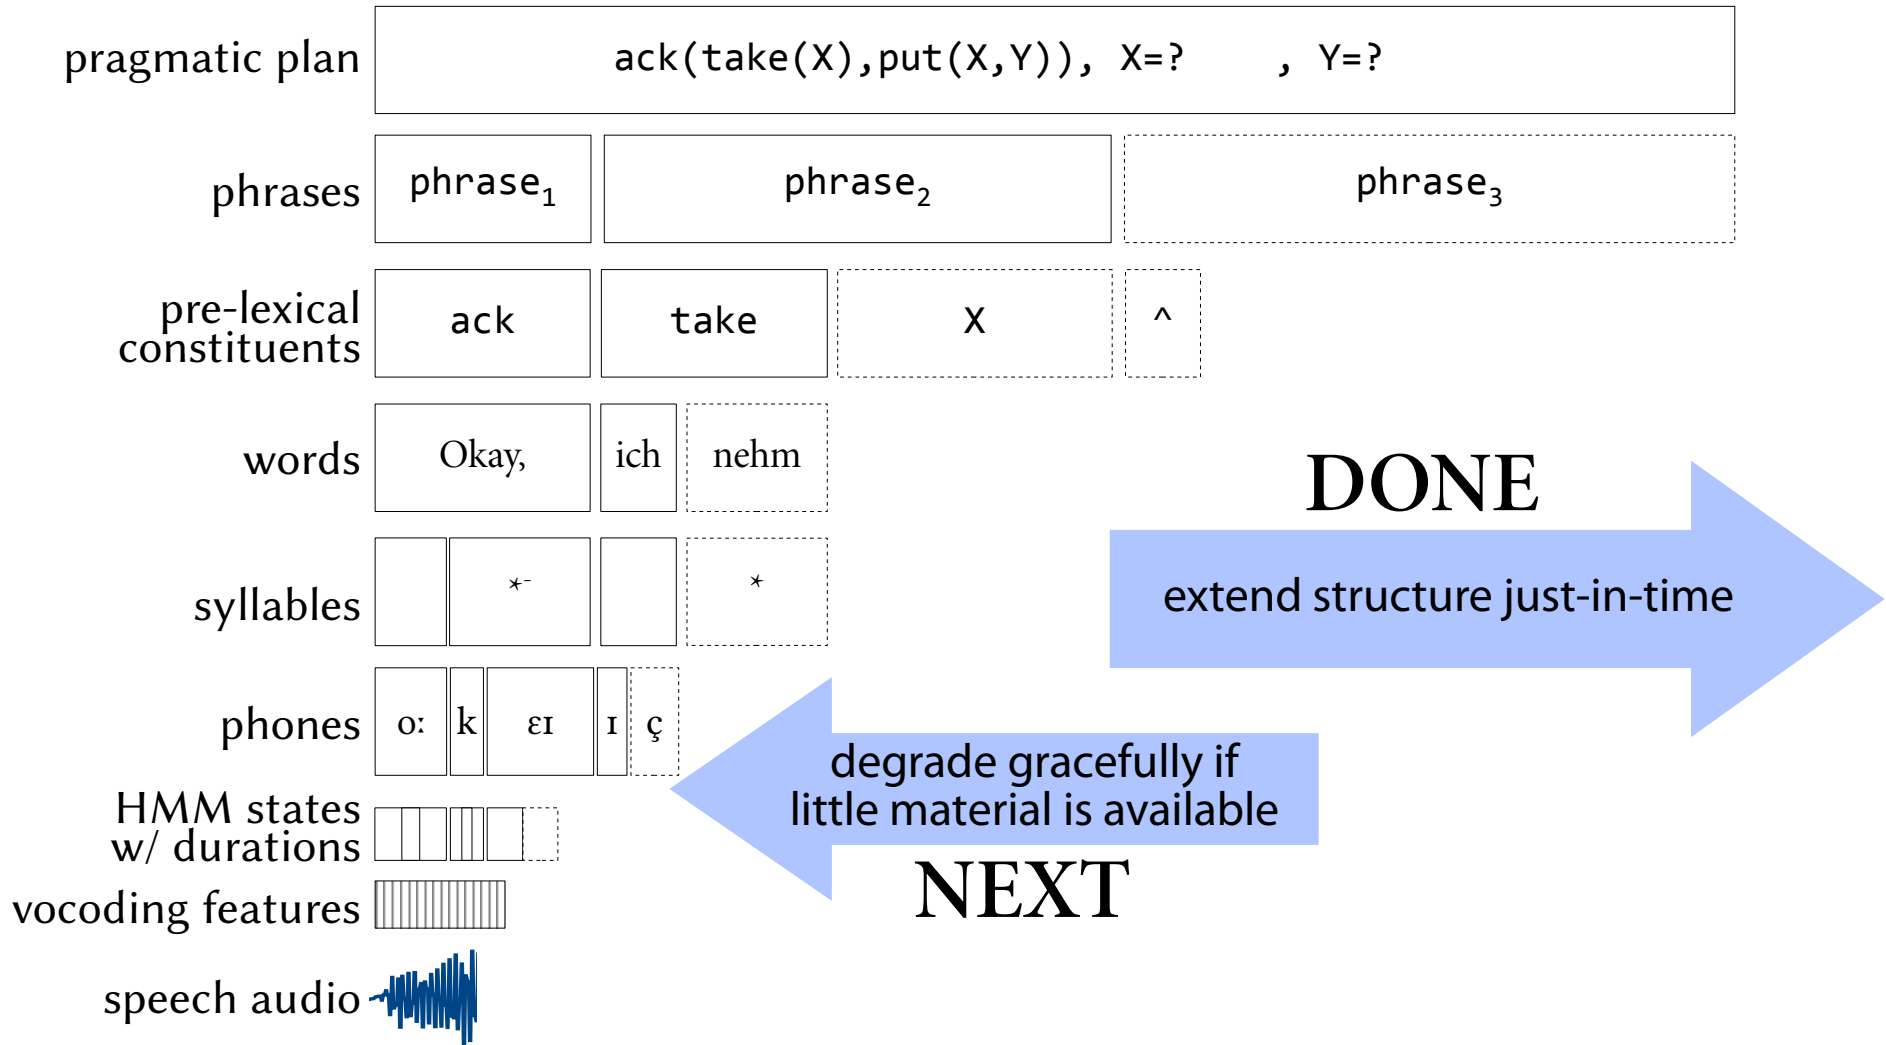 pragmatic plan
ack(take(X),put(X,Y)), X=? , Y=?
phrases
phrase1
phrase2
phrase3
pre-lexical
constituents
ack
take
X
^
words
Okay,
ich
nehm
DONE
syllables
*-
*
extend structure just-in-time
phones
oː
k
ɛɪ
ɪ
ç
degrade gracefully if
little material is available
HMM states
w/ durations
NEXT
vocoding features
speech audio